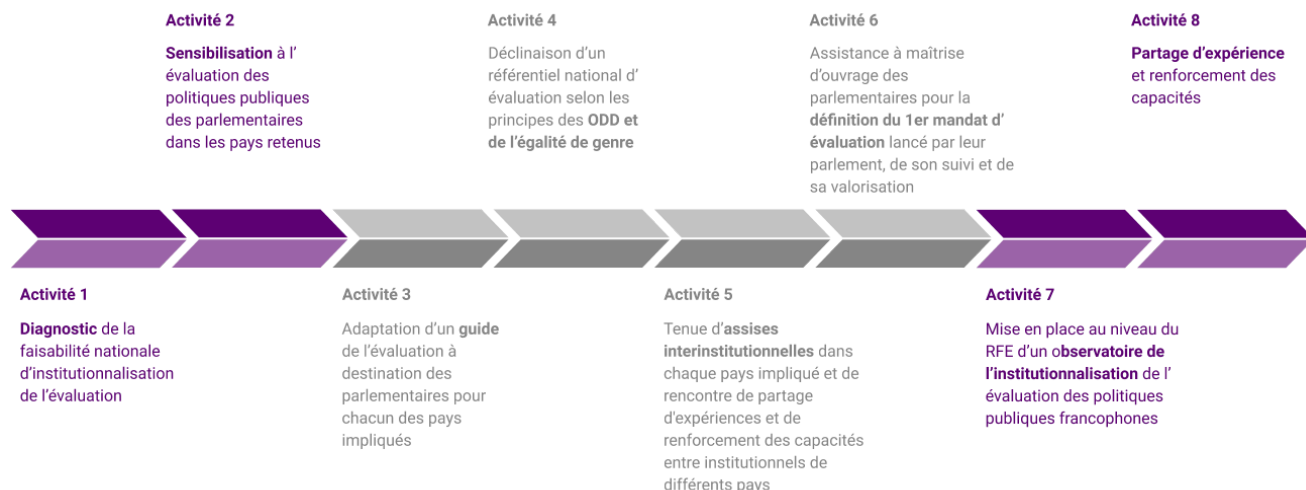 Activité 2
Sensibilisation à l’
évaluation des
politiques publiques
des parlementaires
dans les pays retenus
Activité 4
Déclinaison d’un
référentiel national d’
évaluation selon les
principes des ODD et
de l’égalité de genre
Activité 6
Assistance à maîtrise
d’ouvrage des
parlementaires pour la
définition du 1er mandat d’
évaluation lancé par leur
parlement, de son suivi et de
sa valorisation
Activité 8
Partage d’expérience
et renforcement des
capacités
Activité 1
Diagnostic de la
faisabilité nationale
d’institutionnalisation
de l’évaluation
Activité 3
Adaptation d’un guide
de l’évaluation à
destination des
parlementaires pour
chacun des pays
impliqués
Activité 5
Tenue d’assises
interinstitutionnelles dans
chaque pays impliqué et de
rencontre de partage
d'expériences et de
renforcement des capacités
entre institutionnels de
différents pays
Activité 7
Mise en place au niveau du
RFE d’un observatoire de
l’institutionnalisation de l’
évaluation des politiques
publiques francophones